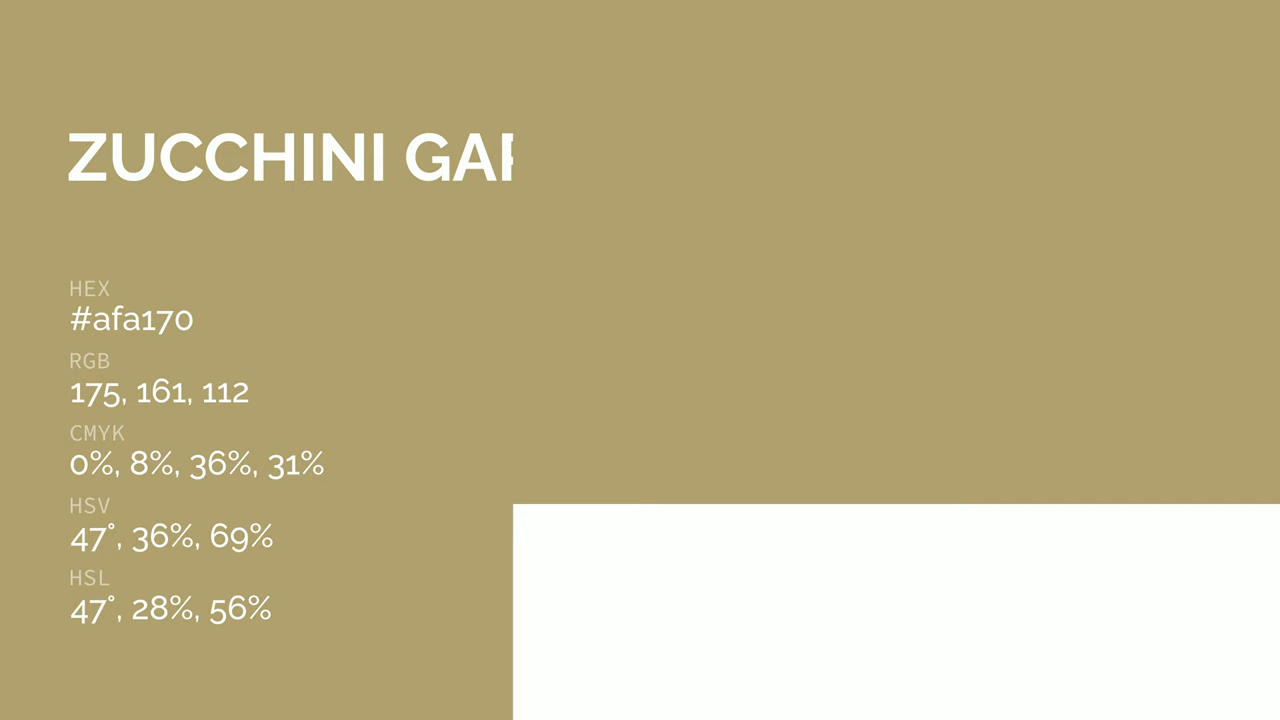 ZUCCHINI
HEX
#afa170
RGB
175, 161, 112
CMYK
0%, 8%, 36%, 31%
HSV
47°, 36%, 69%
HSL
47°, 28%, 56%